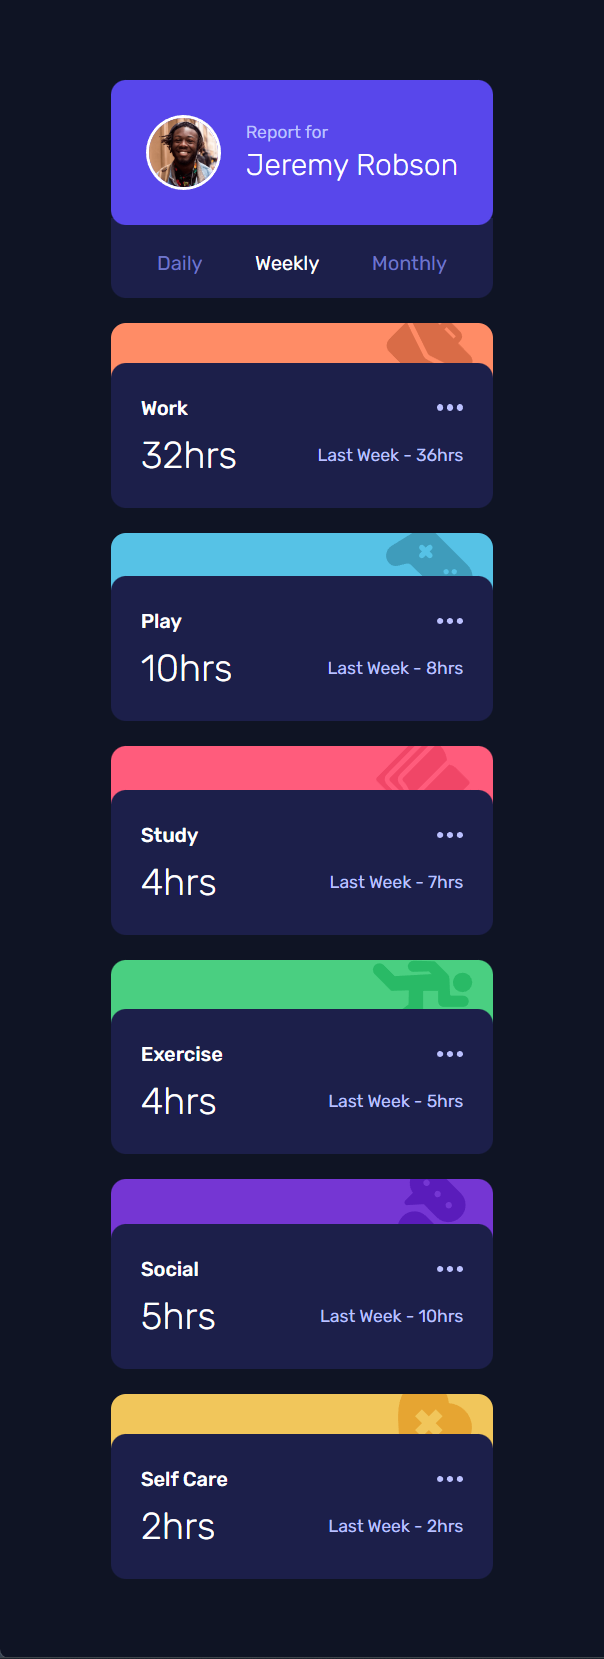 Report for
Jeremy Robson
Daily Weekly Monthly
Work
32hrs Last Week - 36hrs
Play
10hrs Last Week - 8hrs
Study
4hrs Last Week - 7hrs
Exercise
4hrs Last Week - 5hrs
Social
5hrs Last Week - 10hrs
Self Care
2hrs Last Week - 2hrs